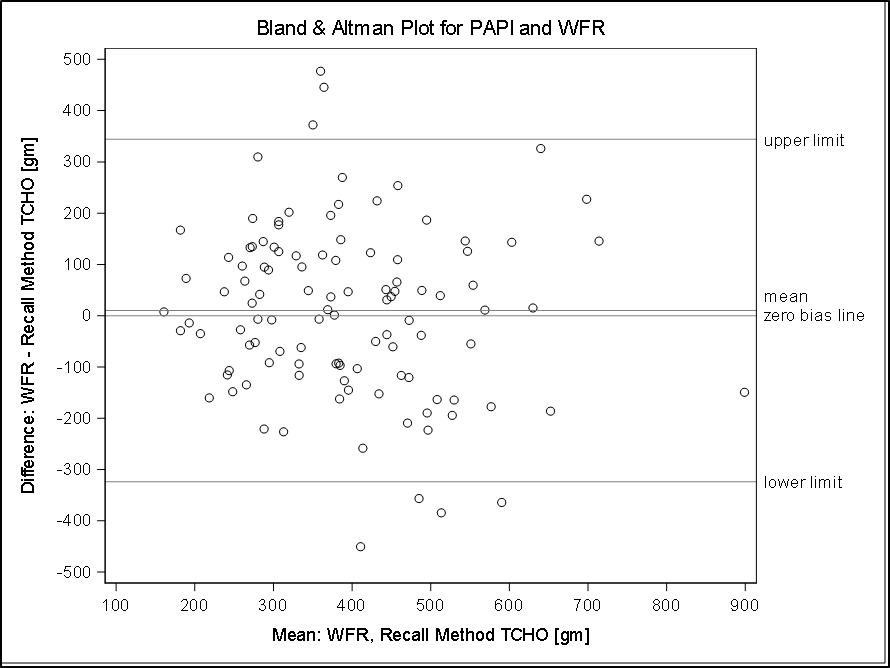 Bland & Altman Plot for PAPI and WFR
Difference: WFR - Recall Method TCHO [gm]
500
400
300
200
100
0
-100
-200
-300
-400
-500
upper limit
mean
zero bias line
lower limit
100 200 300 400 500 600 700 800 900
Mean: WFR, Recall Method TCHO [gm]